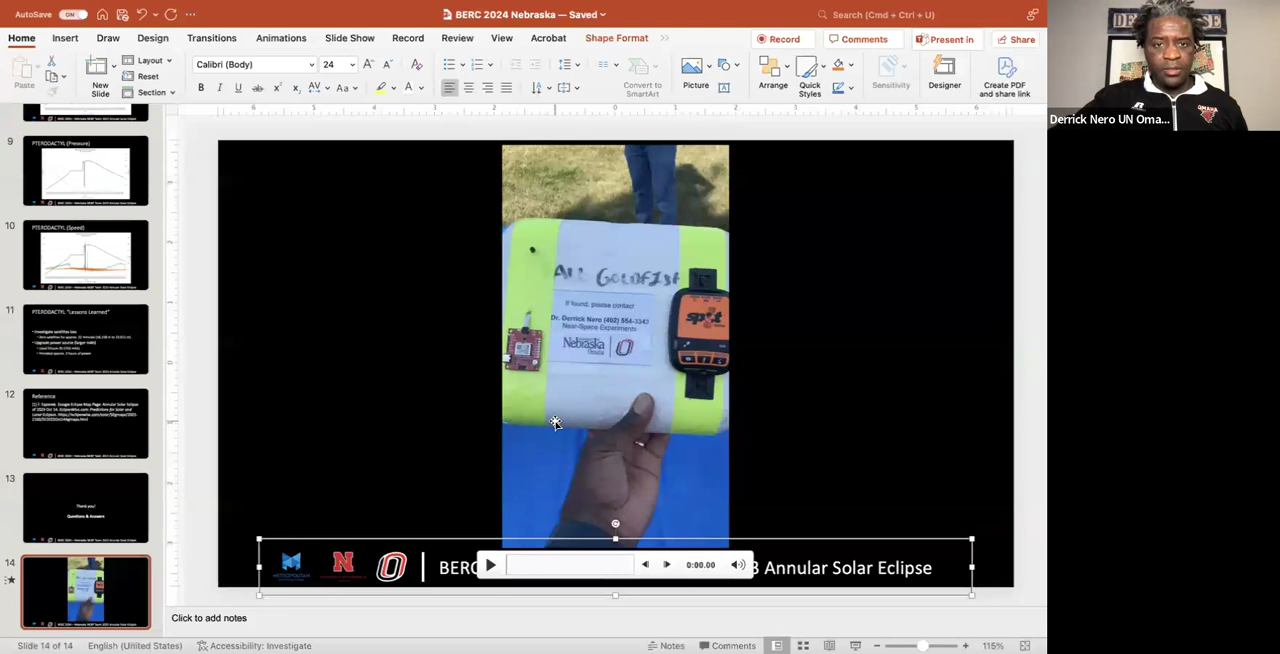 AutoSave ON
BERC 2024 Nebraska — Saved
Search (Cmd + Ctrl + U)
Home Insert Draw Design Transitions Animations Slide Show Record Review View Acrobat Shape Format
Record Comments Present in Share
Paste
New Slide
Layout
Reset
Section
Calibri (Body) 24
Convert to SmartArt
Picture
Arrange
Quick Styles
Sensitivity
Designer
Create PDF and share link
Derrick Nero UN Oma...
9
PTERODACTYL (Pressure)
10
PTERODACTYL (Speed)
11
PTERODACTYL "Lessons Learned"
12
Reference
13
Thank you!
Questions & Answers
14
ALL GOLDFISH
If found, please contact
Dr. Derrick Nero (402) 554-3343
Near-Space Experiments
Nebraska
Omaha
spot
0:00.00
Annular Solar Eclipse
Click to add notes
Slide 14 of 14 English (United States) Accessibility: Investigate
Notes Comments 115%